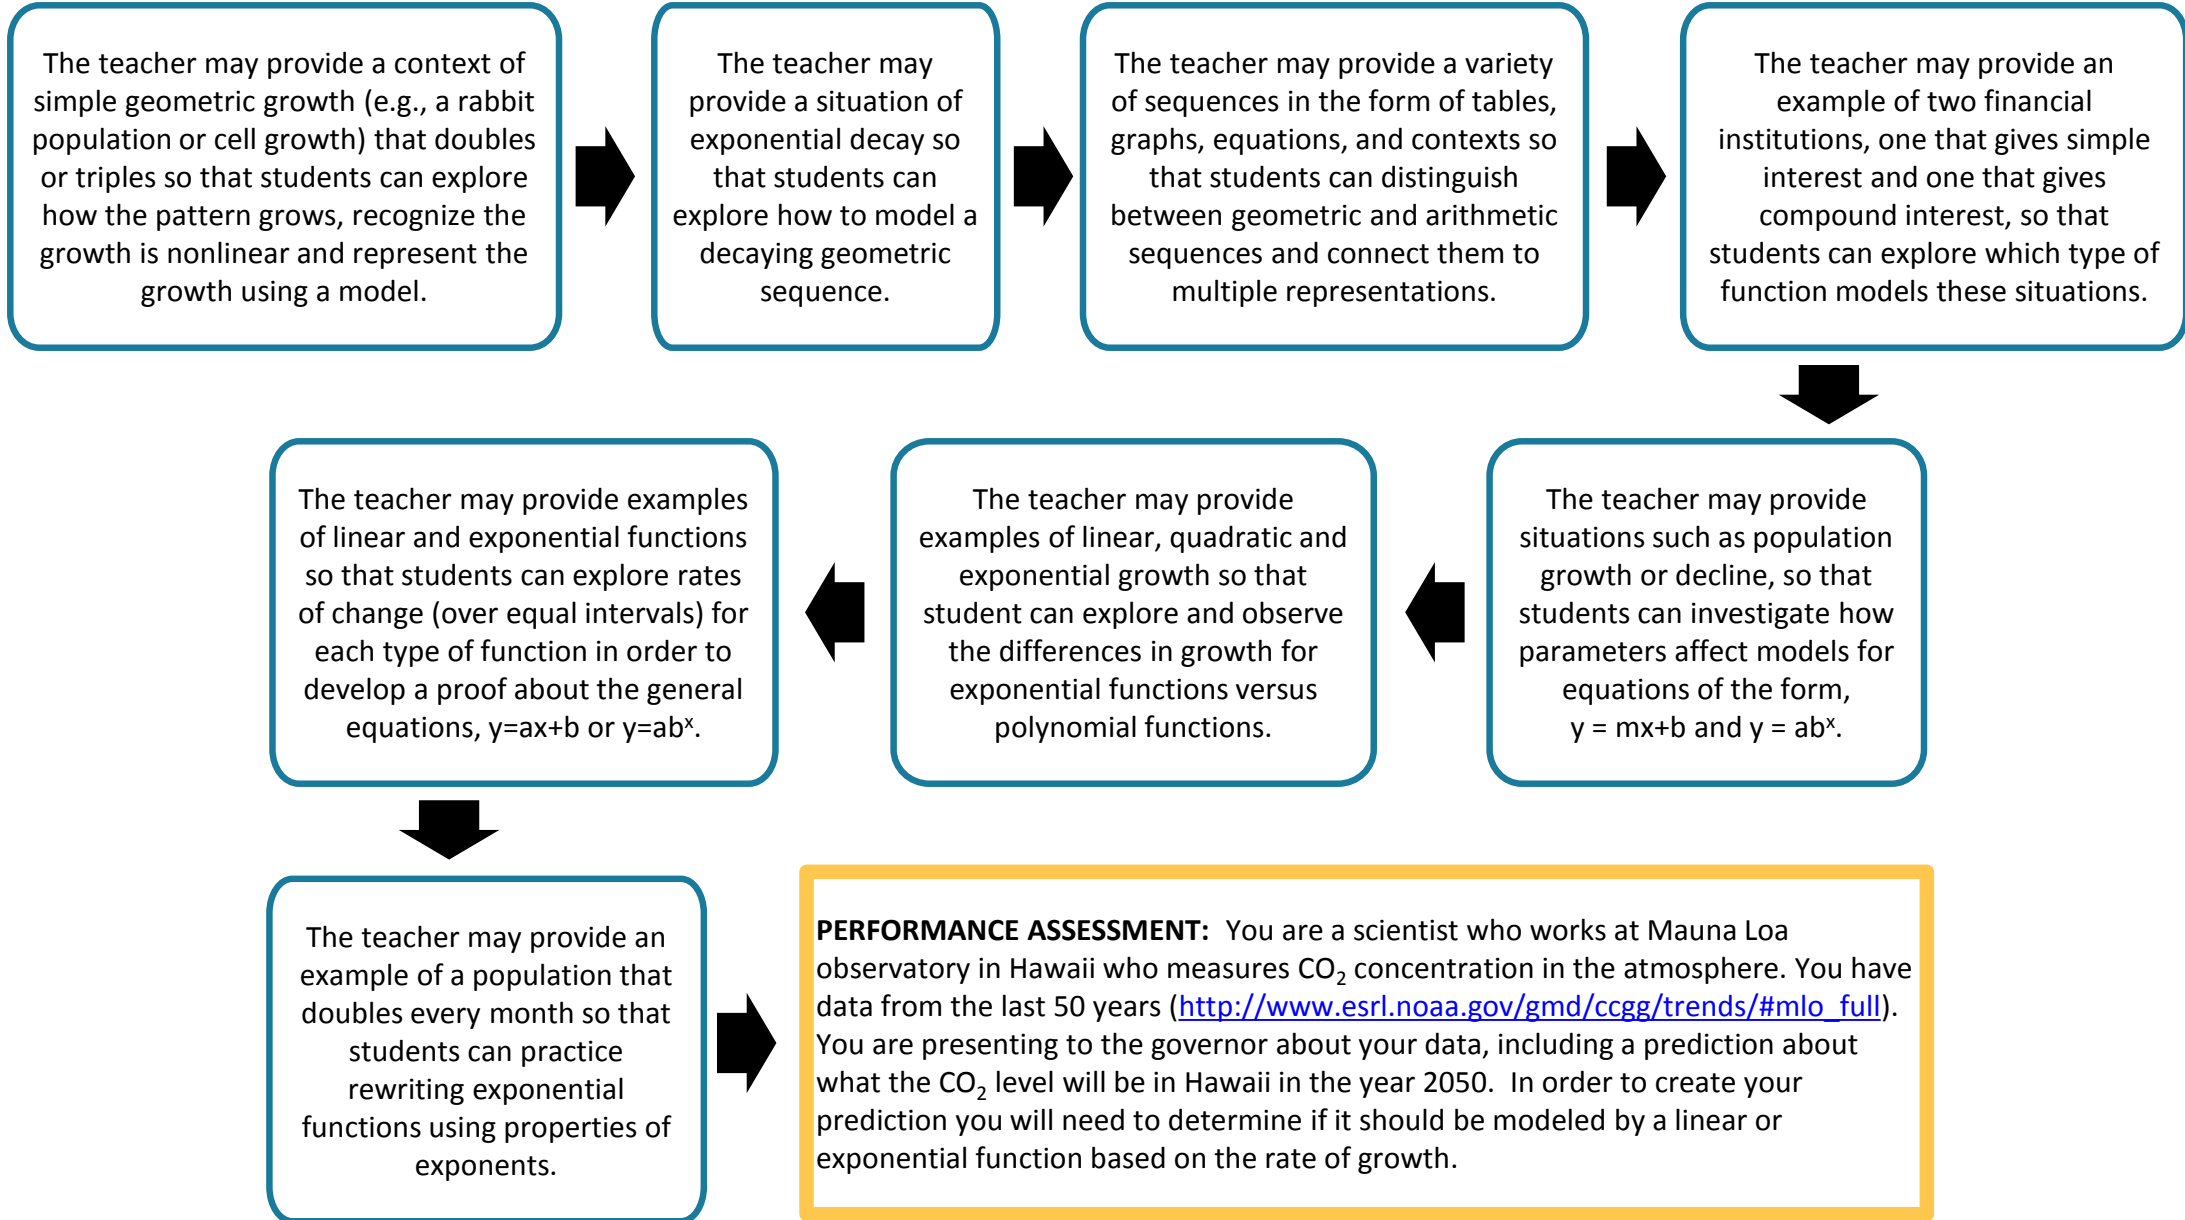 The teacher may provide a context of
simple geometric growth (e.g., a rabbit
population or cell growth) that doubles
or triples so that students can explore
how the pattern grows, recognize the
growth is nonlinear and represent the
growth using a model.
The teacher may
provide a situation of
exponential decay so
that students can
explore how to model a
decaying geometric
sequence.
The teacher may provide a variety
of sequences in the form of tables,
graphs, equations, and contexts so
that students can distinguish
between geometric and arithmetic
sequences and connect them to
multiple representations.
The teacher may provide an
example of two financial
institutions, one that gives simple
interest and one that gives
compound interest, so that
students can explore which type of
function models these situations.
The teacher may provide
situations such as population
growth or decline, so that
students can investigate how
parameters affect models for
equations of the form,
y = mx+b and y = abˣ.
The teacher may provide
examples of linear, quadratic and
exponential growth so that
student can explore and observe
the differences in growth for
exponential functions versus
polynomial functions.
The teacher may provide examples
of linear and exponential functions
so that students can explore rates
of change (over equal intervals) for
each type of function in order to
develop a proof about the general
equations, y=ax+b or y=abˣ.
The teacher may provide an
example of a population that
doubles every month so that
students can practice
rewriting exponential
functions using properties of
exponents.
PERFORMANCE ASSESSMENT: You are a scientist who works at Mauna Loa
observatory in Hawaii who measures CO₂ concentration in the atmosphere. You have
data from the last 50 years (http://www.esrl.noaa.gov/gmd/ccgg/trends/#mlo_full).
You are presenting to the governor about your data, including a prediction about
what the CO₂ level will be in Hawaii in the year 2050. In order to create your
prediction you will need to determine if it should be modeled by a linear or
exponential function based on the rate of growth.